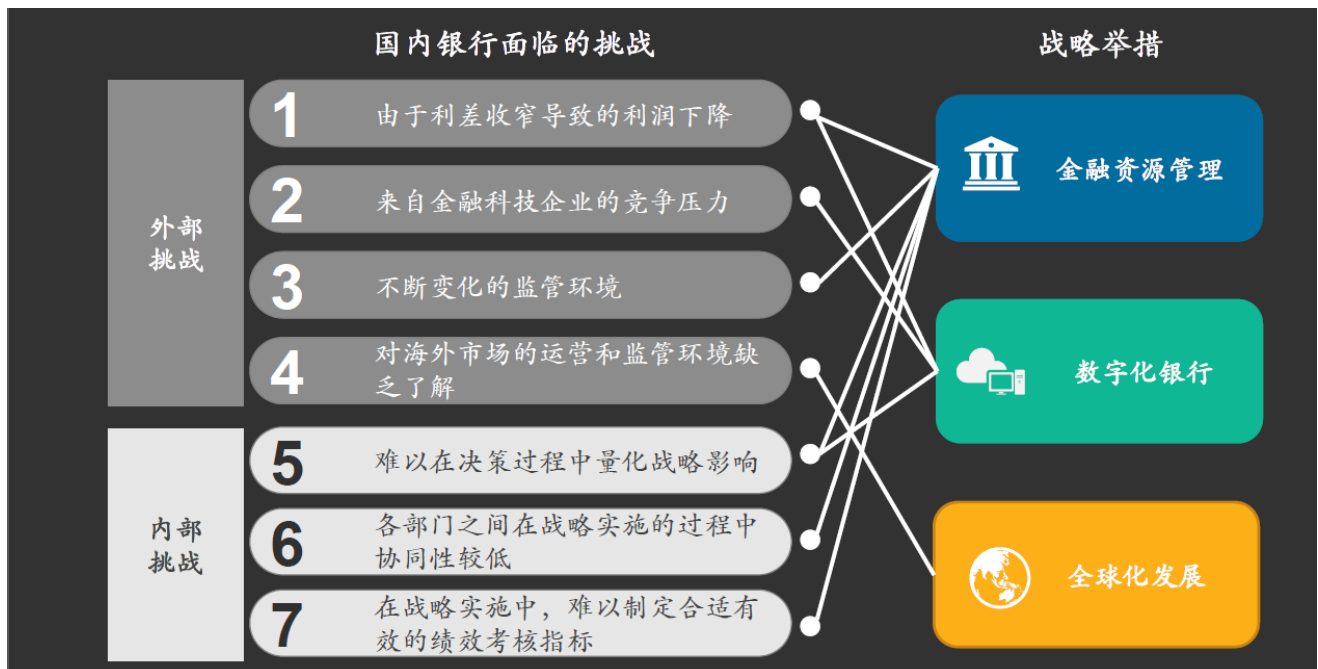 国内银行面临的挑战
战略举措
外部
挑战
1
由于利差收窄导致的利润下降
2
来自金融科技企业的竞争压力
3
不断变化的监管环境
4
对海外市场的运营和监管环境缺
乏了解
内部
挑战
5
难以在决策过程中量化战略影响
6
各部门之间在战略实施的过程中
协同性较低
7
在战略实施中，难以制定合适有
效的绩效考核指标
金融资源管理
数字化银行
全球化发展